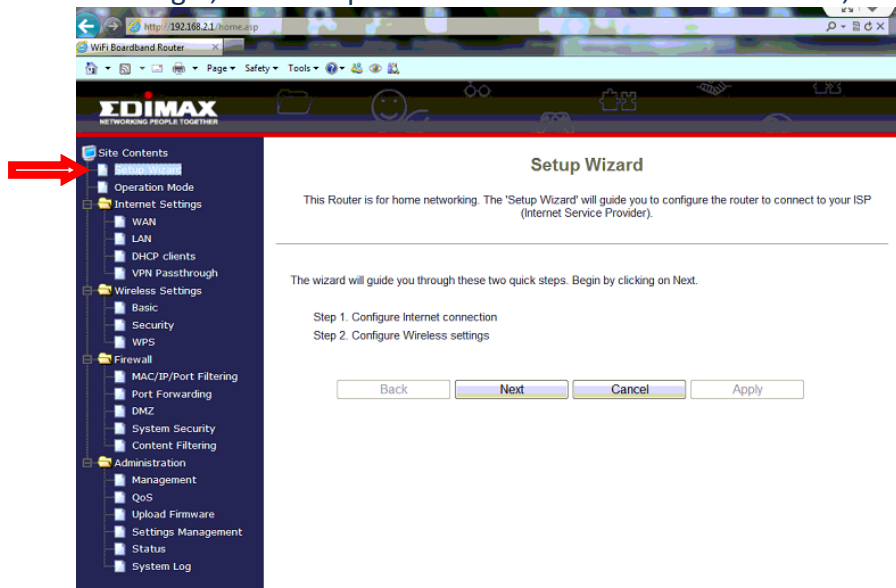 http://192.168.2.1/home.asp
WiFi Boardband Router
Page Safety Tools
EDIMAX
NETWORKING PEOPLE TOGETHER
Site Contents
Setup Wizard
Operation Mode
Internet Settings
WAN
LAN
DHCP clients
VPN Passthrough
Wireless Settings
Basic
Security
WPS
Firewall
MAC/IP/Port Filtering
Port Forwarding
DMZ
System Security
Content Filtering
Administration
Management
QoS
Upload Firmware
Settings Management
Status
System Log
Setup Wizard
This Router is for home networking. The 'Setup Wizard' will guide you to configure the router to connect to your ISP
(Internet Service Provider).
The wizard will guide you through these two quick steps. Begin by clicking on Next.
Step 1. Configure Internet connection
Step 2. Configure Wireless settings
Back Next Cancel Apply